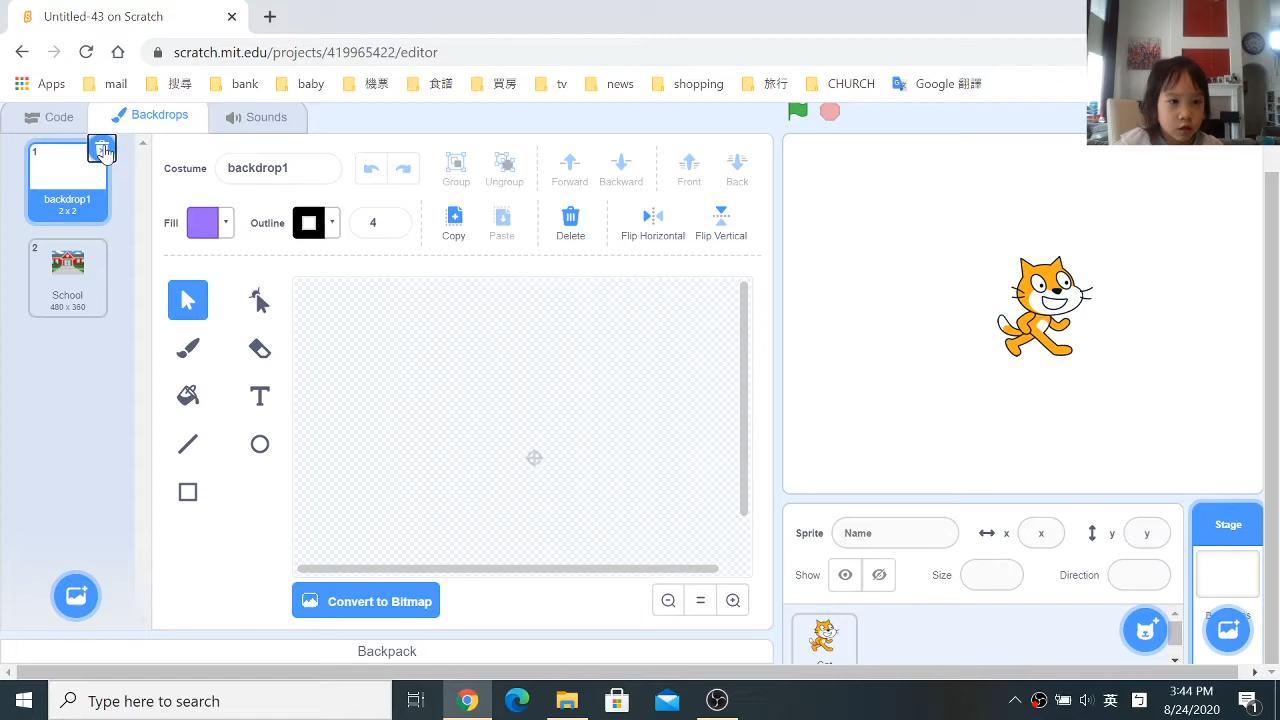 Untitled-43 on Scratch
scratch.mit.edu/projects/419965422/editor
Apps mail 搜尋 bank baby 機票 食譜 買房 tv news shopping 旅行 CHURCH Google 翻譯
Code Backdrops Sounds
1
backdrop1
2 x 2
2
School
480 x 360
Costume backdrop1 Group Ungroup Forward Backward Front Back
Fill Outline 4 Copy Paste Delete Flip Horizontal Flip Vertical
T
Convert to Bitmap
Backpack
Sprite Name x x y y
Show Size Direction
Stage
Type here to search
英
3:44 PM
8/24/2020
1